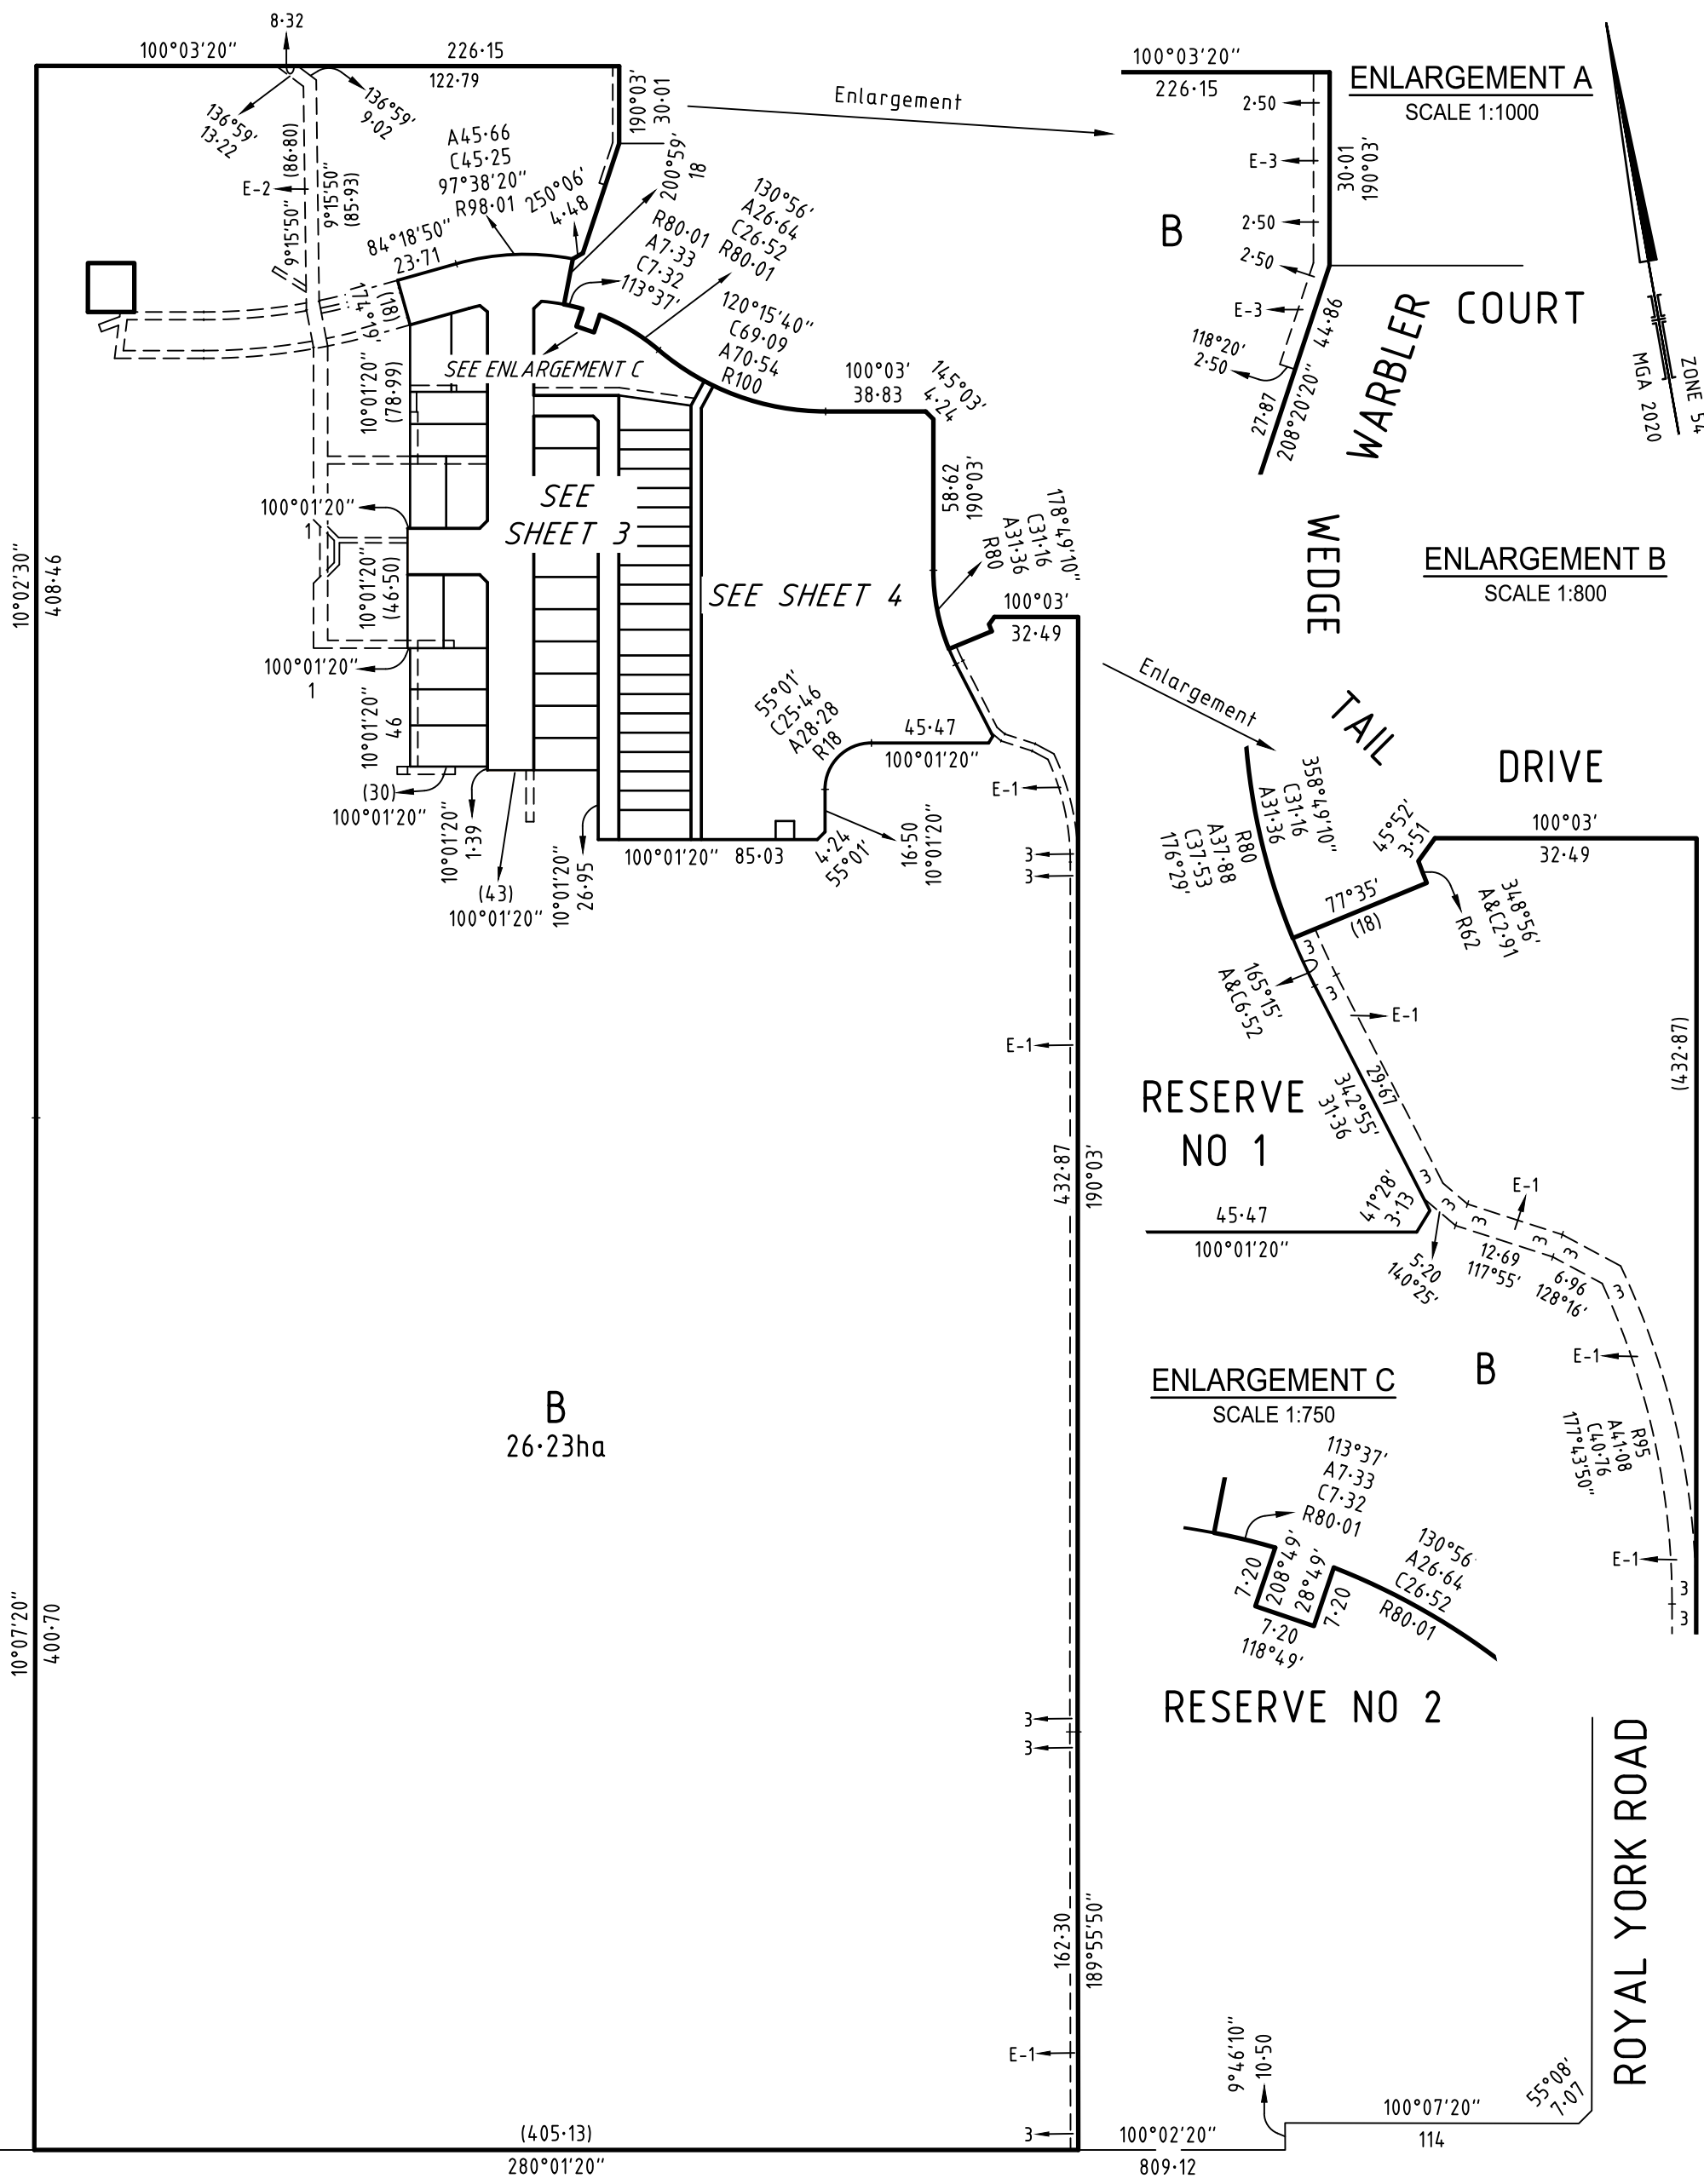 8·32
100°03'20"
226·15
122·79
136°59'
13·22
136°59'
9·02
190°03'
30·01
Enlargement
(86·80)
9°15'50"
9°15'50"
(85·93)
E-2
A45·66
C45·25
97°38'20"
R98·01
250°06'
4·48
200°59'
18
84°18'50"
23·71
R80·01
A7·33
C7·32
113°37'
130°56'
A26·64
C26·52
R80·01
120°15'40"
C69·09
A70·54
R100
(18)
174°19'
SEE ENLARGEMENT C
10°01'20"
(78·99)
100°03'
38·83
145°03'
4·24
58·62
190°03'
178°49'10"
C31·16
A31·36
R80
100°03'
32·49
SEE
SHEET 3
SEE SHEET 4
100°01'20"
1
10°01'20"
(46·50)
100°01'20"
1
10°01'20"
46
(30)
100°01'20"
10°01'20"
1·39
(43)
100°01'20"
10°01'20"
26·95
100°01'20"
85·03
4·24
55°01'
16·50
10°01'20"
55°01'
C25·46
A28·28
R18
45·47
100°01'20"
E-1
3
3
E-1
10°02'30"
408·46
432·87
190°03'
B
26·23ha
10°07'20"
400·70
3
3
162·30
189°55'50"
E-1
3
(405·13)
280°01'20"
100°02'20"
809·12
9°46'10"
10·50
100°07'20"
114
55°08'
7·07
ROYAL YORK ROAD
100°03'20"
226·15
ENLARGEMENT A
SCALE 1:1000
2·50
E-3
30·01
190°03'
B
2·50
2·50
E-3
118°20'
2·50
44·86
27·87
208°20'20"
WARBLER
COURT
MGA 2020
ZONE 54
WEDGE
TAIL
DRIVE
ENLARGEMENT B
SCALE 1:800
Enlargement
358°49'10"
C31·16
A31·36
R80
A37·88
C37·53
176°29'
45°52'
3·51
100°03'
32·49
77°35'
(18)
348°56'
A&C2·91
R62
3
165°15'
A&C6·52
3
E-1
(432·87)
RESERVE
NO 1
29·67
342°55'
31·36
3
41°28'
3·13
3
3
E-1
45·47
100°01'20"
5·20
140°25'
12·69
117°55'
3
3
6·96
128°16'
3
E-1
B
R95
A41·08
C40·76
177°43'50"
E-1
3
3
ENLARGEMENT C
SCALE 1:750
113°37'
A7·33
C7·32
R80·01
7·20
208°49'
28°49'
7·20
7·20
118°49'
130°56'
A26·64
C26·52
R80·01
RESERVE NO 2